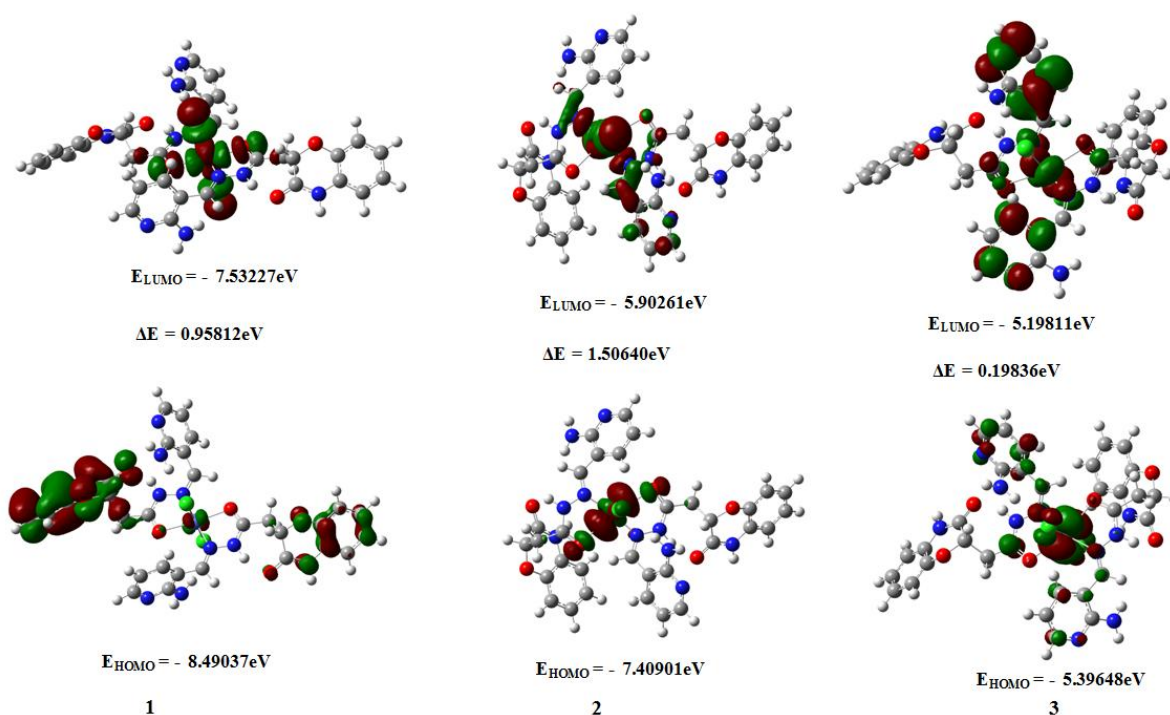 E_LUMO = - 7.53227eV
ΔE = 0.95812eV
E_HOMO = - 8.49037eV
1
E_LUMO = - 5.90261eV
ΔE = 1.50640eV
E_HOMO = - 7.40901eV
2
E_LUMO = - 5.19811eV
ΔE = 0.19836eV
E_HOMO = - 5.39648eV
3